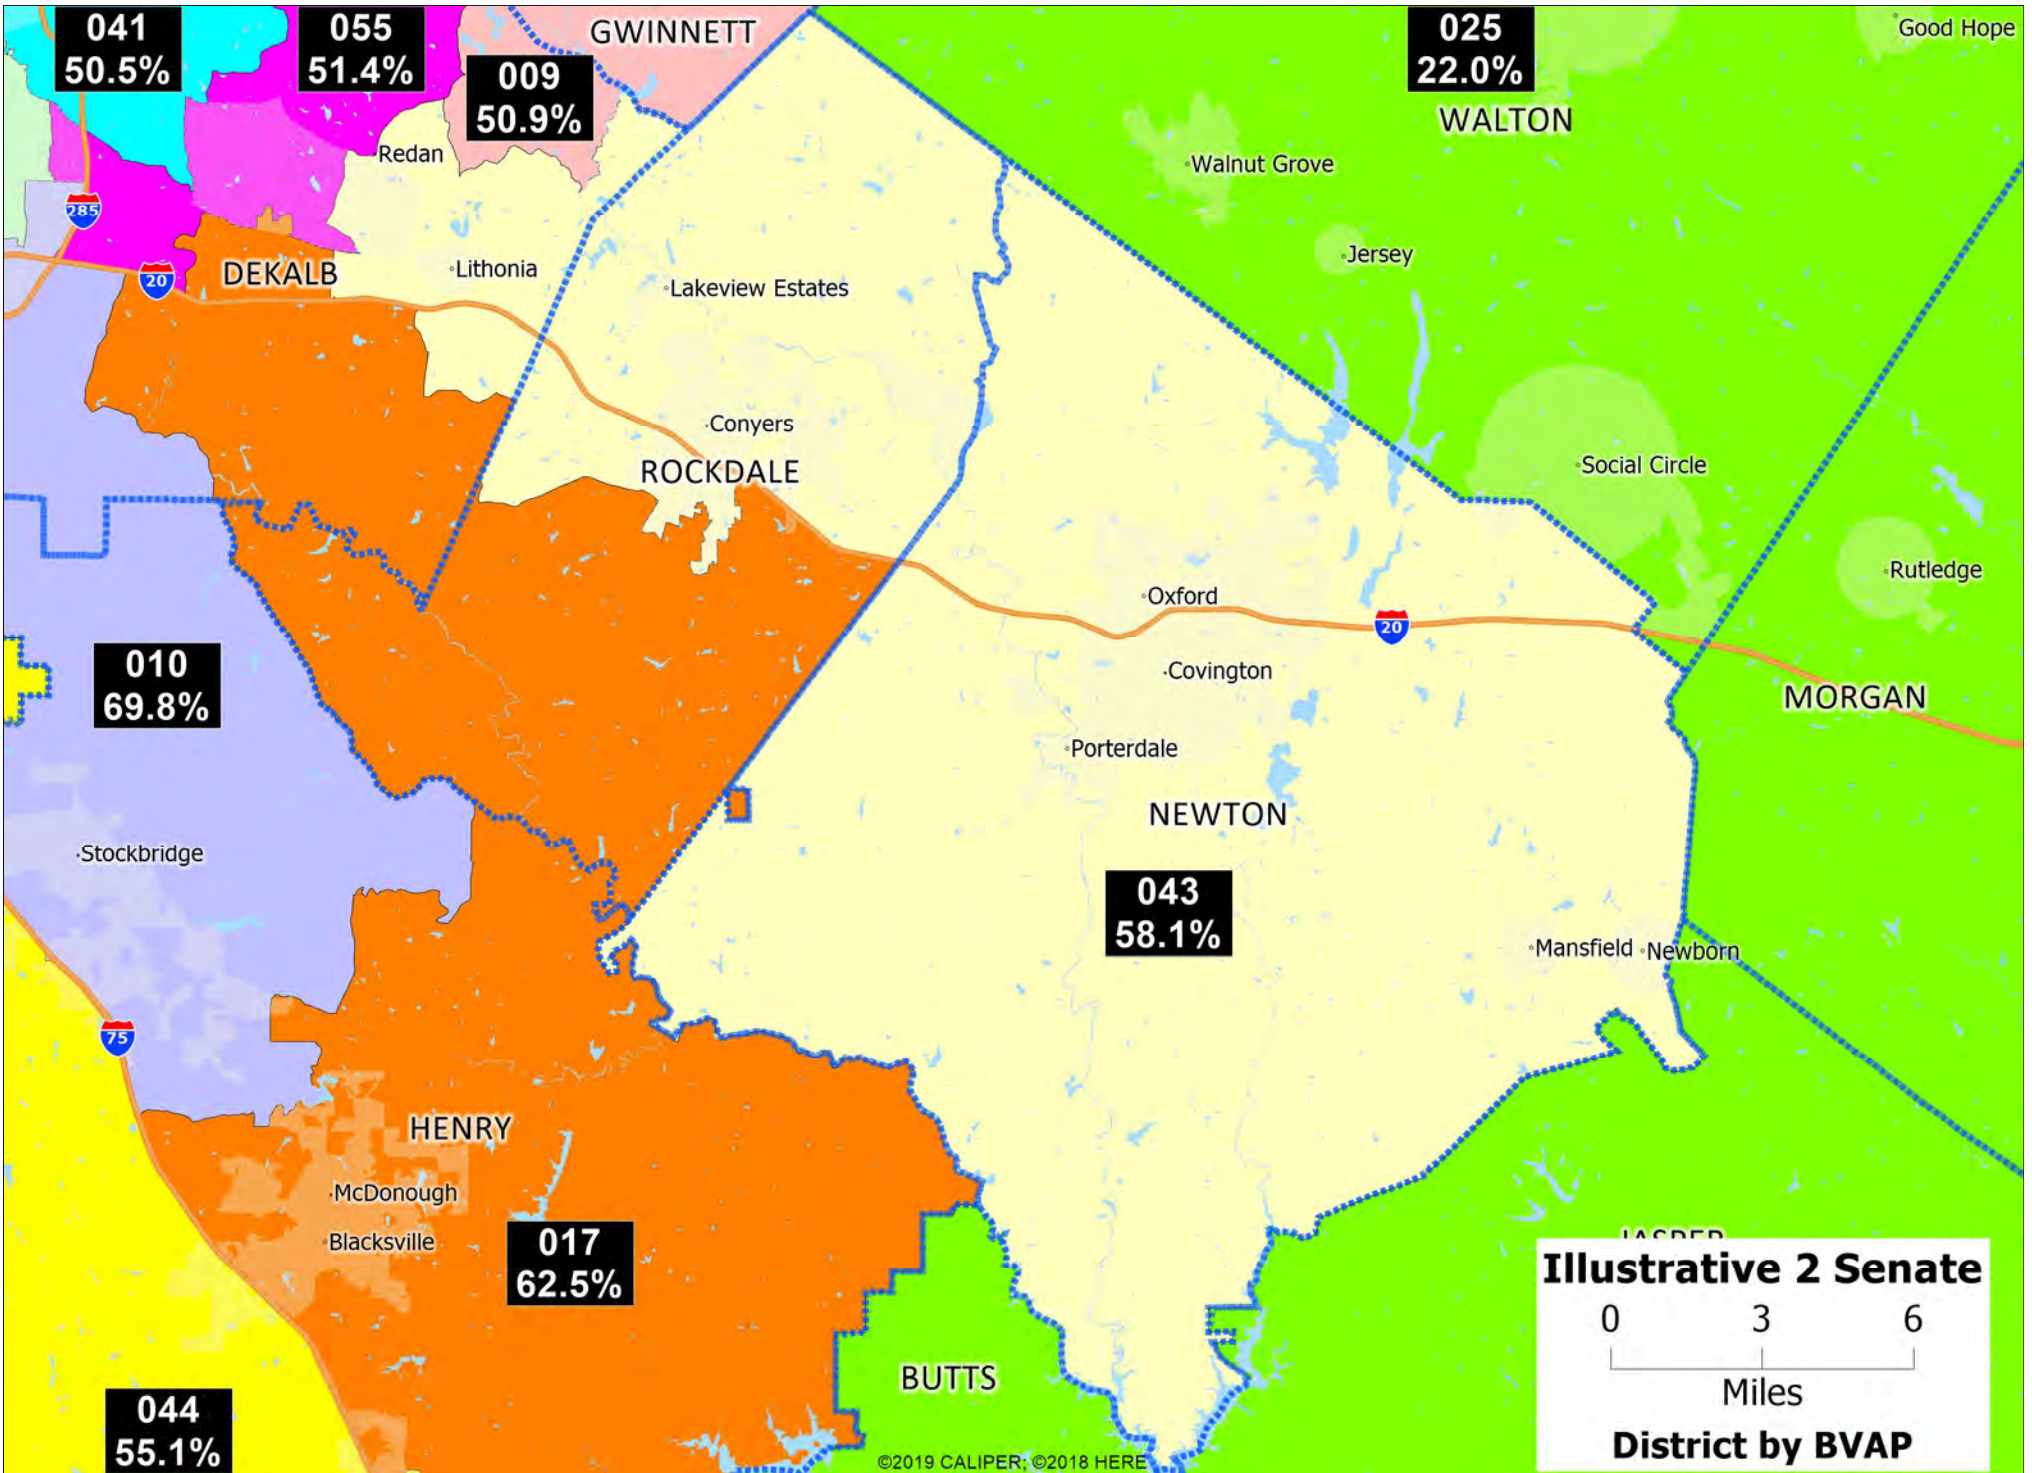 041
50.5%
055
51.4%
GWINNETT
009
50.9%
025
22.0%
Good Hope
WALTON
Redan
Walnut Grove
285
Jersey
DEKALB
20
Lithonia
Lakeview Estates
Conyers
ROCKDALE
Social Circle
Rutledge
Oxford
20
010
69.8%
Covington
MORGAN
Porterdale
NEWTON
Stockbridge
043
58.1%
Mansfield
Newborn
75
HENRY
McDonough
Blacksville
017
62.5%
JASPER
Illustrative 2 Senate
0 3 6
Miles
District by BVAP
BUTTS
044
55.1%
©2019 CALIPER; ©2018 HERE